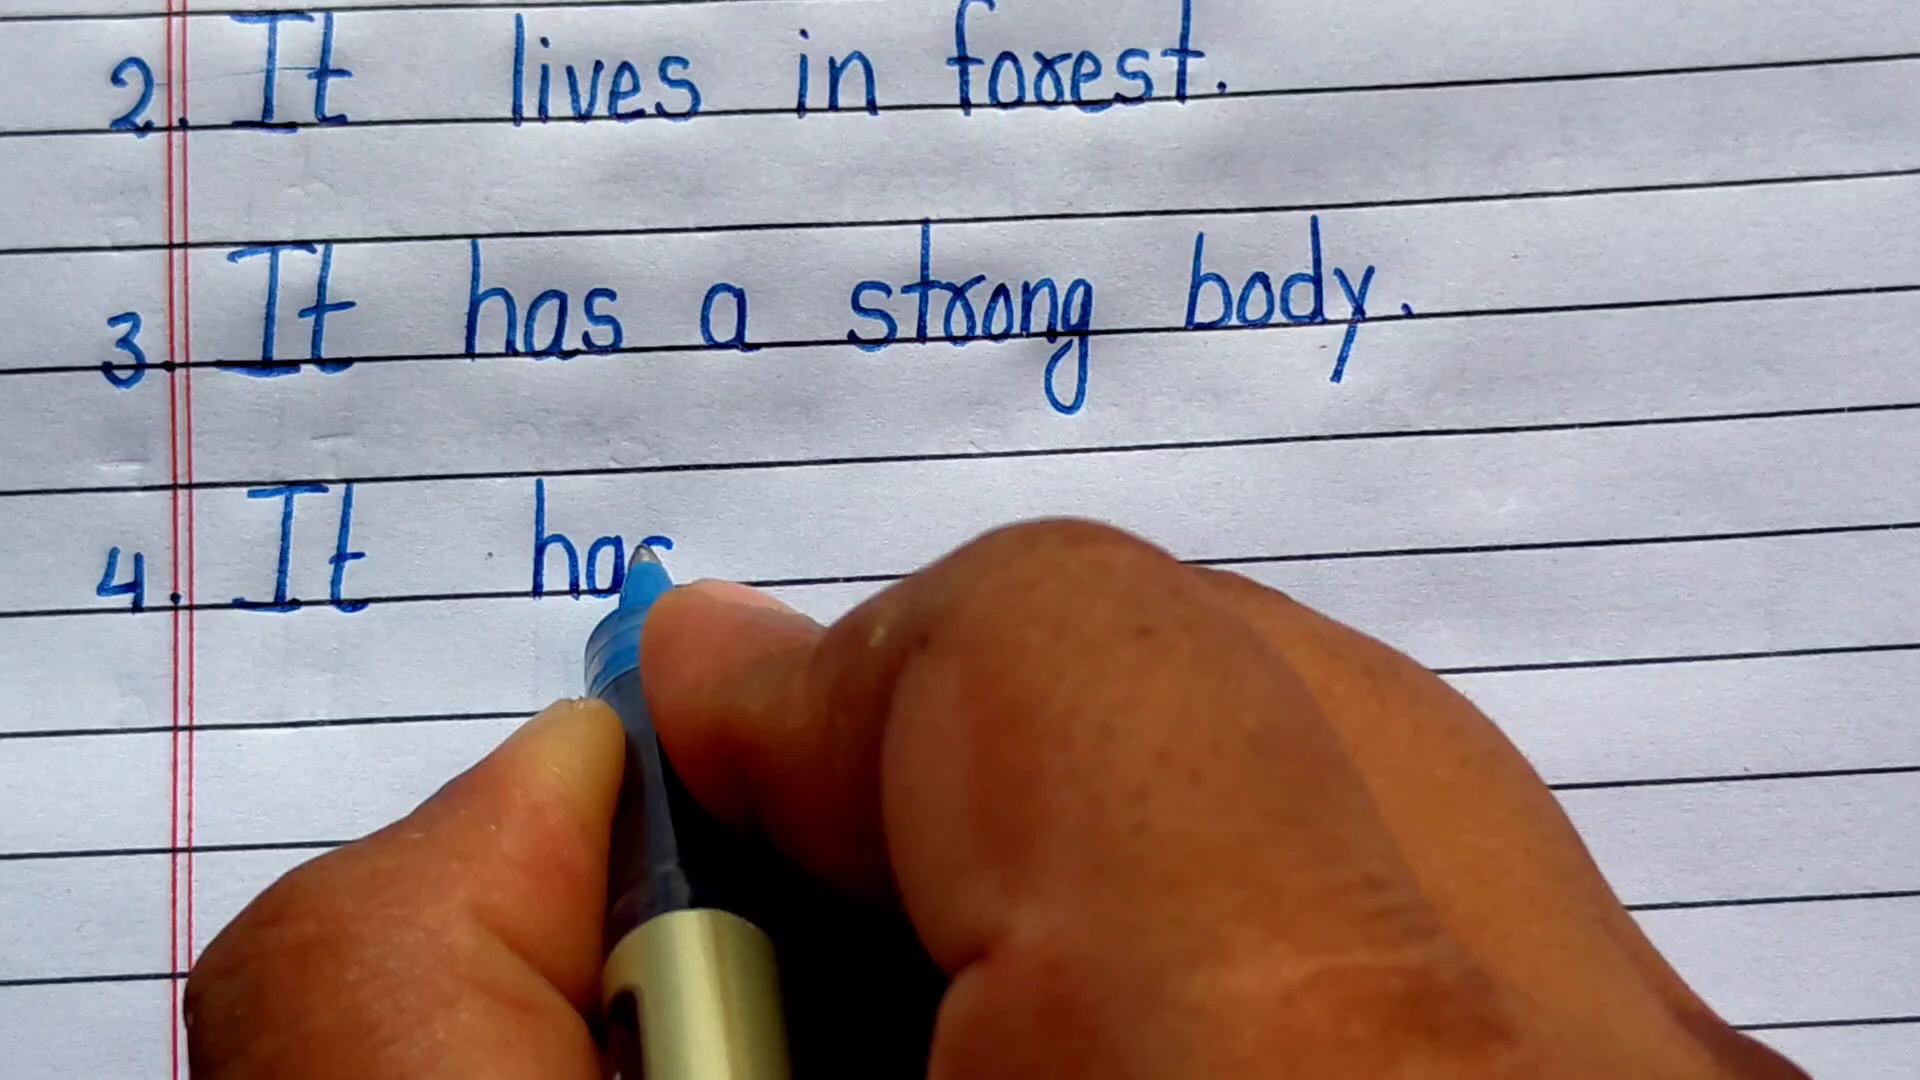 2. It lives in forest.
3. It has a strong body.
4. It has